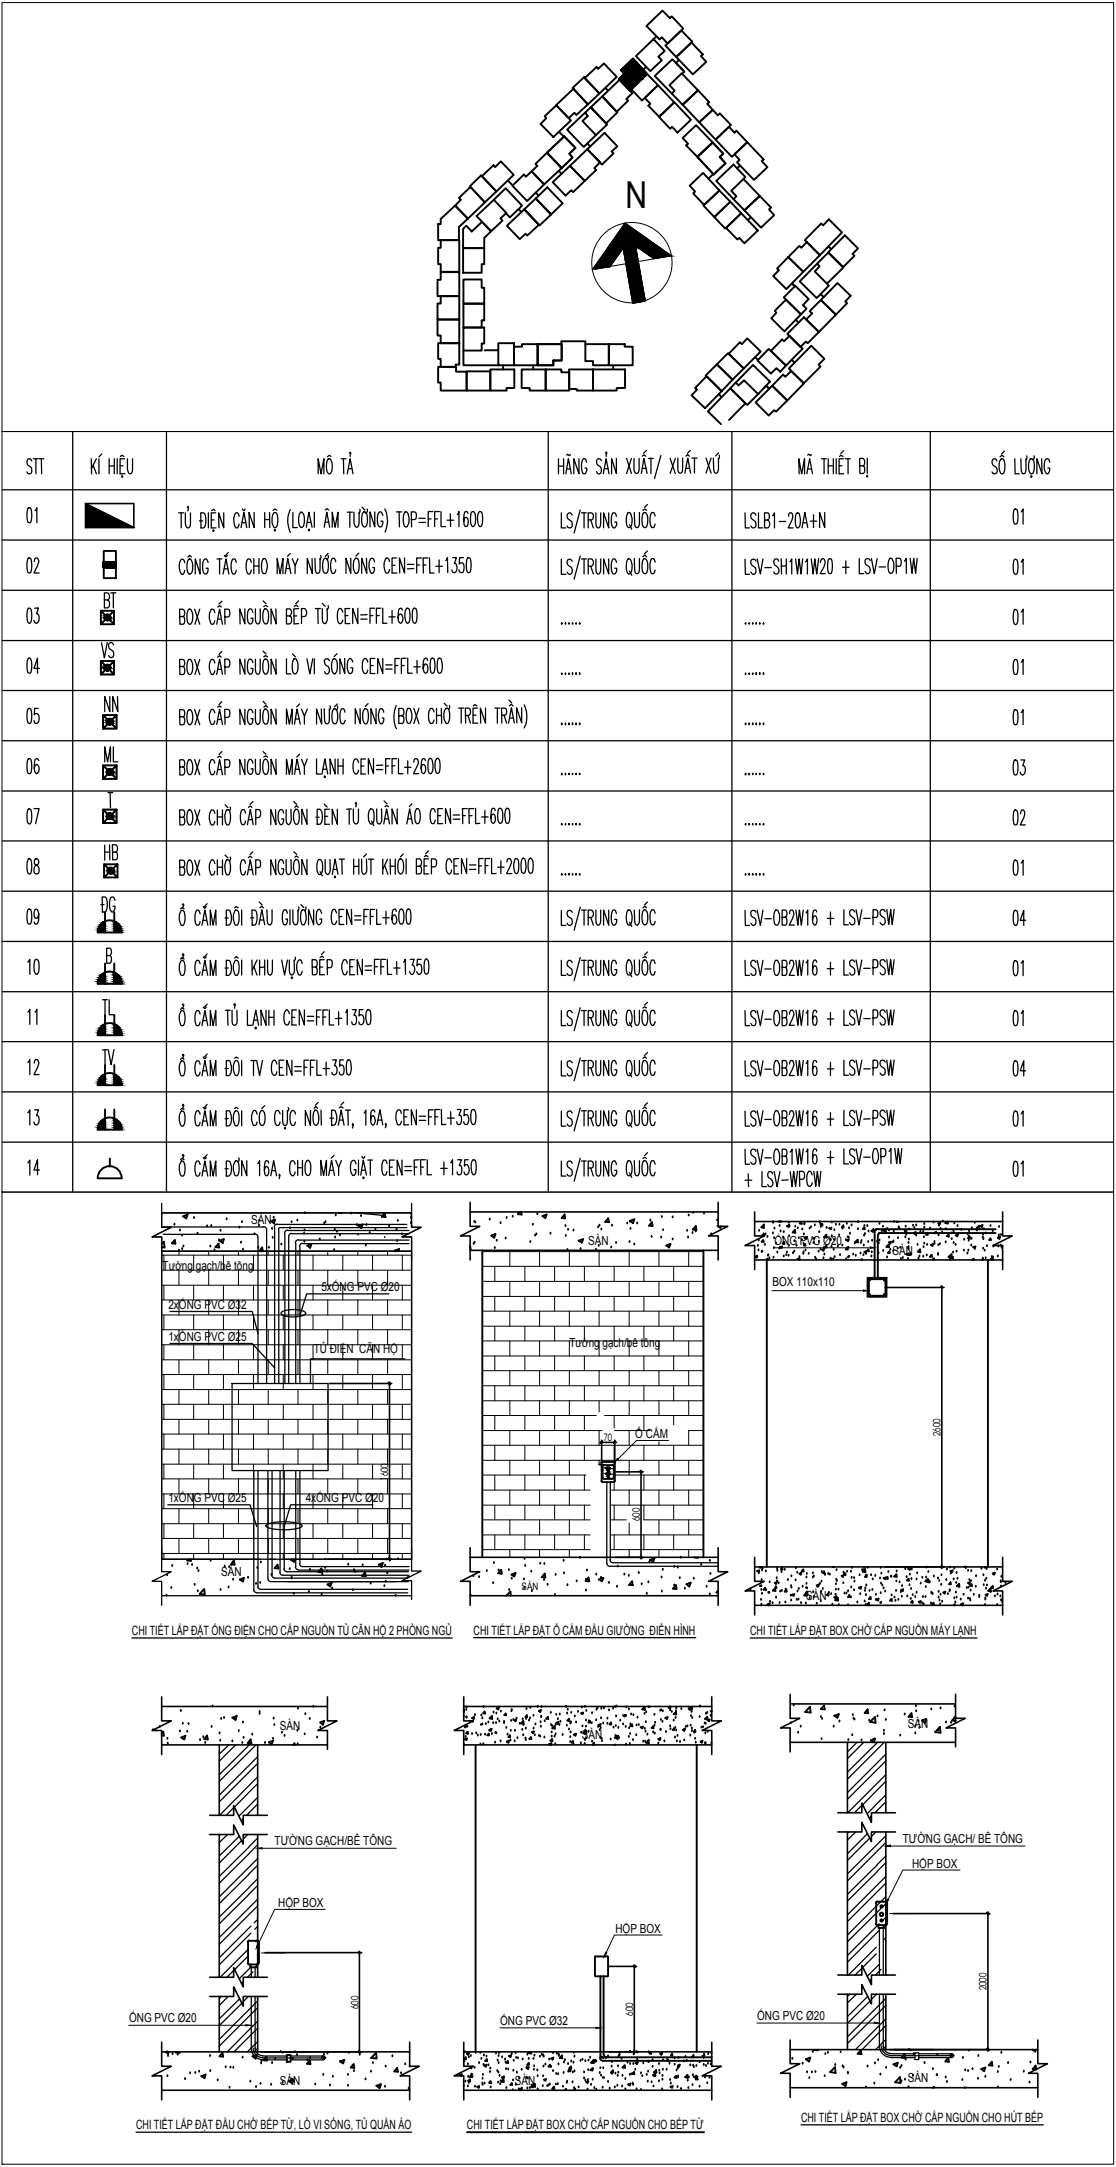 N
STT KÍ HIỆU MÔ TẢ HÃNG SẢN XUẤT/ XUẤT XỨ MÃ THIẾT BỊ SỐ LƯỢNG
01 TỦ ĐIỆN CĂN HỘ (LOẠI ÂM TƯỜNG) TOP=FFL+1600 LS/TRUNG QUỐC LSLB1-20A+N 01
02 CÔNG TẮC CHO MÁY NƯỚC NÓNG CEN=FFL+1350 LS/TRUNG QUỐC LSV-SH1W1W20 + LSV-OP1W 01
03 BT BOX CẤP NGUỒN BẾP TỪ CEN=FFL+600 ...... ...... 01
04 VS BOX CẤP NGUỒN LÒ VI SÓNG CEN=FFL+600 ...... ...... 01
05 NN BOX CẤP NGUỒN MÁY NƯỚC NÓNG (BOX CHỜ TRÊN TRẦN) ...... ...... 01
06 ML BOX CẤP NGUỒN MÁY LẠNH CEN=FFL+2600 ...... ...... 03
07 T BOX CHỜ CẤP NGUỒN ĐÈN TỦ QUẦN ÁO CEN=FFL+600 ...... ...... 02
08 HB BOX CHỜ CẤP NGUỒN QUẠT HÚT KHÓI BẾP CEN=FFL+2000 ...... ...... 01
09 ĐG Ổ CẮM ĐÔI ĐẦU GIƯỜNG CEN=FFL+600 LS/TRUNG QUỐC LSV-OB2W16 + LSV-PSW 04
10 B Ổ CẮM ĐÔI KHU VỰC BẾP CEN=FFL+1350 LS/TRUNG QUỐC LSV-OB2W16 + LSV-PSW 01
11 TL Ổ CẮM TỦ LẠNH CEN=FFL+1350 LS/TRUNG QUỐC LSV-OB2W16 + LSV-PSW 01
12 TV Ổ CẮM ĐÔI TV CEN=FFL+350 LS/TRUNG QUỐC LSV-OB2W16 + LSV-PSW 04
13 Ổ CẮM ĐÔI CÓ CỰC NỐI ĐẤT, 16A, CEN=FFL+350 LS/TRUNG QUỐC LSV-OB2W16 + LSV-PSW 01
14 Ổ CẮM ĐƠN 16A, CHO MÁY GIẶT CEN=FFL +1350 LS/TRUNG QUỐC LSV-OB1W16 + LSV-OP1W
+ LSV-WPCW 01
SÀN
Tường gạch/bê tông
5xỐNG PVC Ø20
2xỐNG PVC Ø32
1xỐNG PVC Ø25
TỦ ĐIỆN CĂN HỘ
600
1xỐNG PVC Ø25
4xỐNG PVC Ø20
SÀN
CHI TIẾT LẮP ĐẶT ỐNG ĐIỆN CHO CẤP NGUỒN TỦ CĂN HỘ 2 PHÒNG NGỦ
SÀN
Tường gạch/bê tông
70
Ổ CẮM
600
SÀN
CHI TIẾT LẮP ĐẶT Ổ CẮM ĐẦU GIƯỜNG ĐIỂN HÌNH
ỐNG PVC Ø20
SÀN
BOX 110x110
2600
SÀN
CHI TIẾT LẮP ĐẶT BOX CHỜ CẤP NGUỒN MÁY LẠNH
SÀN
TƯỜNG GẠCH/BÊ TÔNG
HỘP BOX
600
ỐNG PVC Ø20
SÀN
CHI TIẾT LẮP ĐẶT ĐẦU CHỜ BẾP TỪ, LÒ VI SÓNG, TỦ QUẦN ÁO
SÀN
HỘP BOX
600
ỐNG PVC Ø32
SÀN
CHI TIẾT LẮP ĐẶT BOX CHỜ CẤP NGUỒN CHO BẾP TỪ
SÀN
TƯỜNG GẠCH/ BÊ TÔNG
HỘP BOX
2000
ỐNG PVC Ø20
SÀN
CHI TIẾT LẮP ĐẶT BOX CHỜ CẤP NGUỒN CHO HÚT BẾP